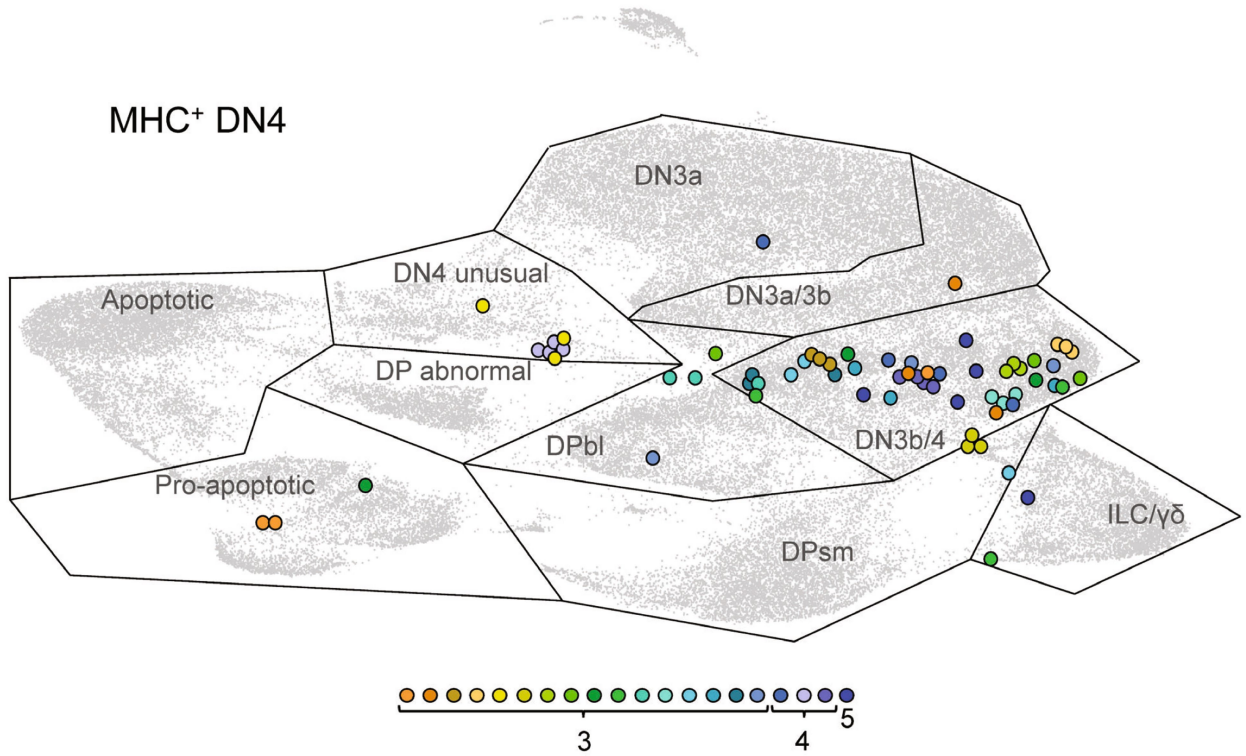 MHC⁺ DN4
DN3a
DN4 unusual
Apoptotic
DN3a/3b
DP abnormal
DPbl
DN3b/4
Pro-apoptotic
ILC/γδ
DPsm
3
4
5